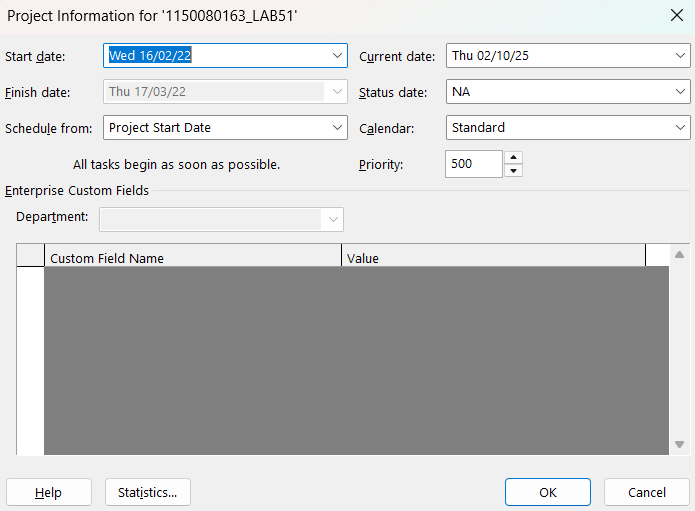 Project Information for '1150080163_LAB51'
Start date: Wed 16/02/22 Current date: Thu 02/10/25
Finish date: Thu 17/03/22 Status date: NA
Schedule from: Project Start Date Calendar: Standard
All tasks begin as soon as possible. Priority: 500
Enterprise Custom Fields
Department:
Custom Field Name Value
Help Statistics... OK Cancel